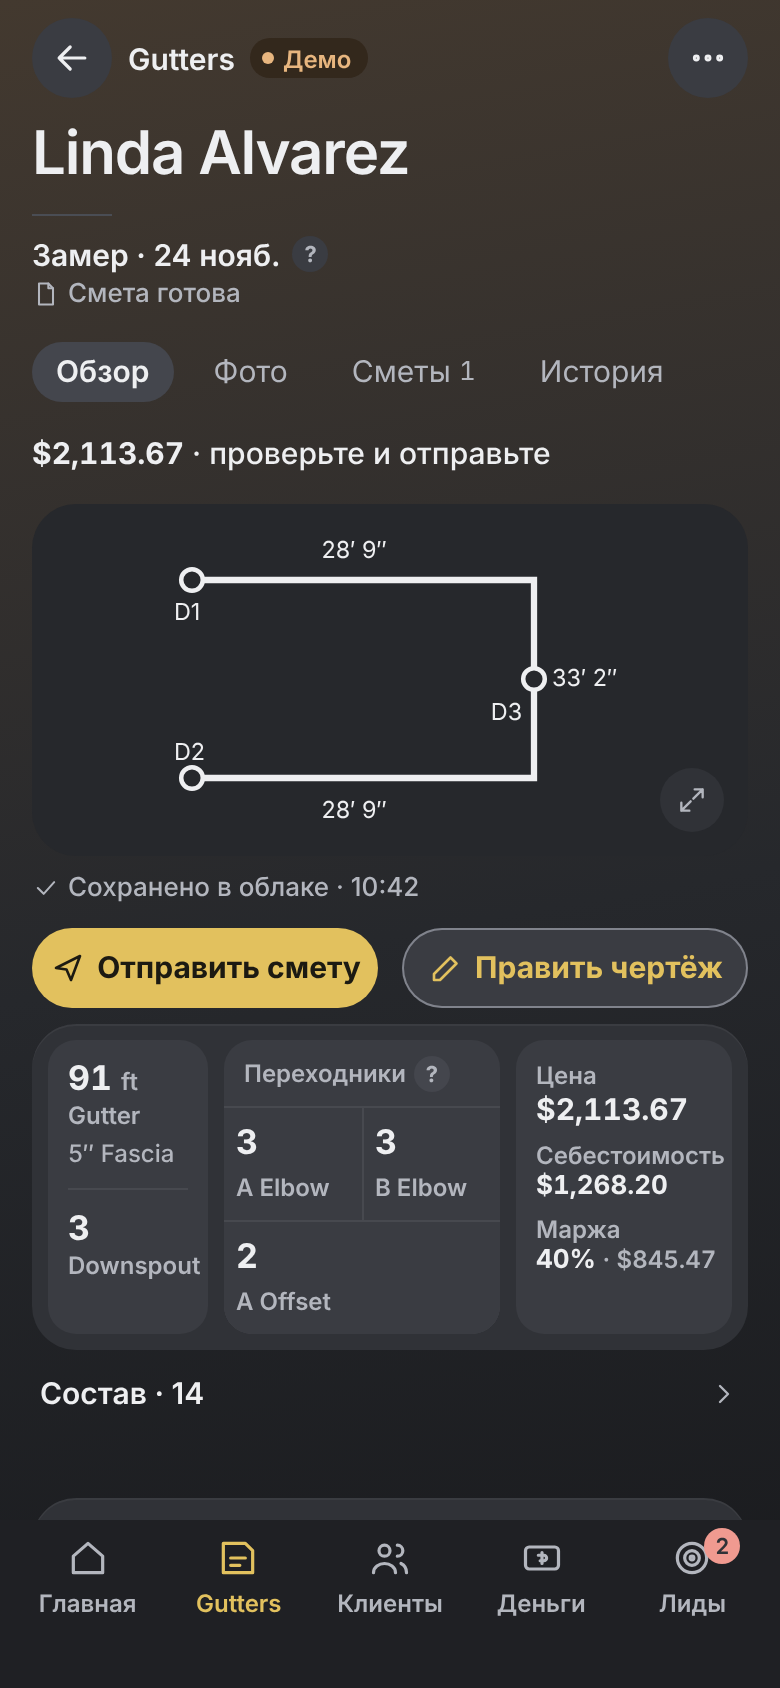 Gutters
Демо
Linda Alvarez
Замер · 24 нояб. ?
Смета готова
Обзор Фото Сметы 1 История
$2,113.67 · проверьте и отправьте
28′ 9″
D1
33′ 2″
D3
D2
28′ 9″
Сохранено в облаке · 10:42
Отправить смету
Править чертёж
91 ft
Gutter
5″ Fascia
3
Downspout
Переходники ?
3
A Elbow
3
B Elbow
2
A Offset
Цена
$2,113.67
Себестоимость
$1,268.20
Маржа
40% · $845.47
Состав · 14
2
Главная Gutters Клиенты Деньги Лиды